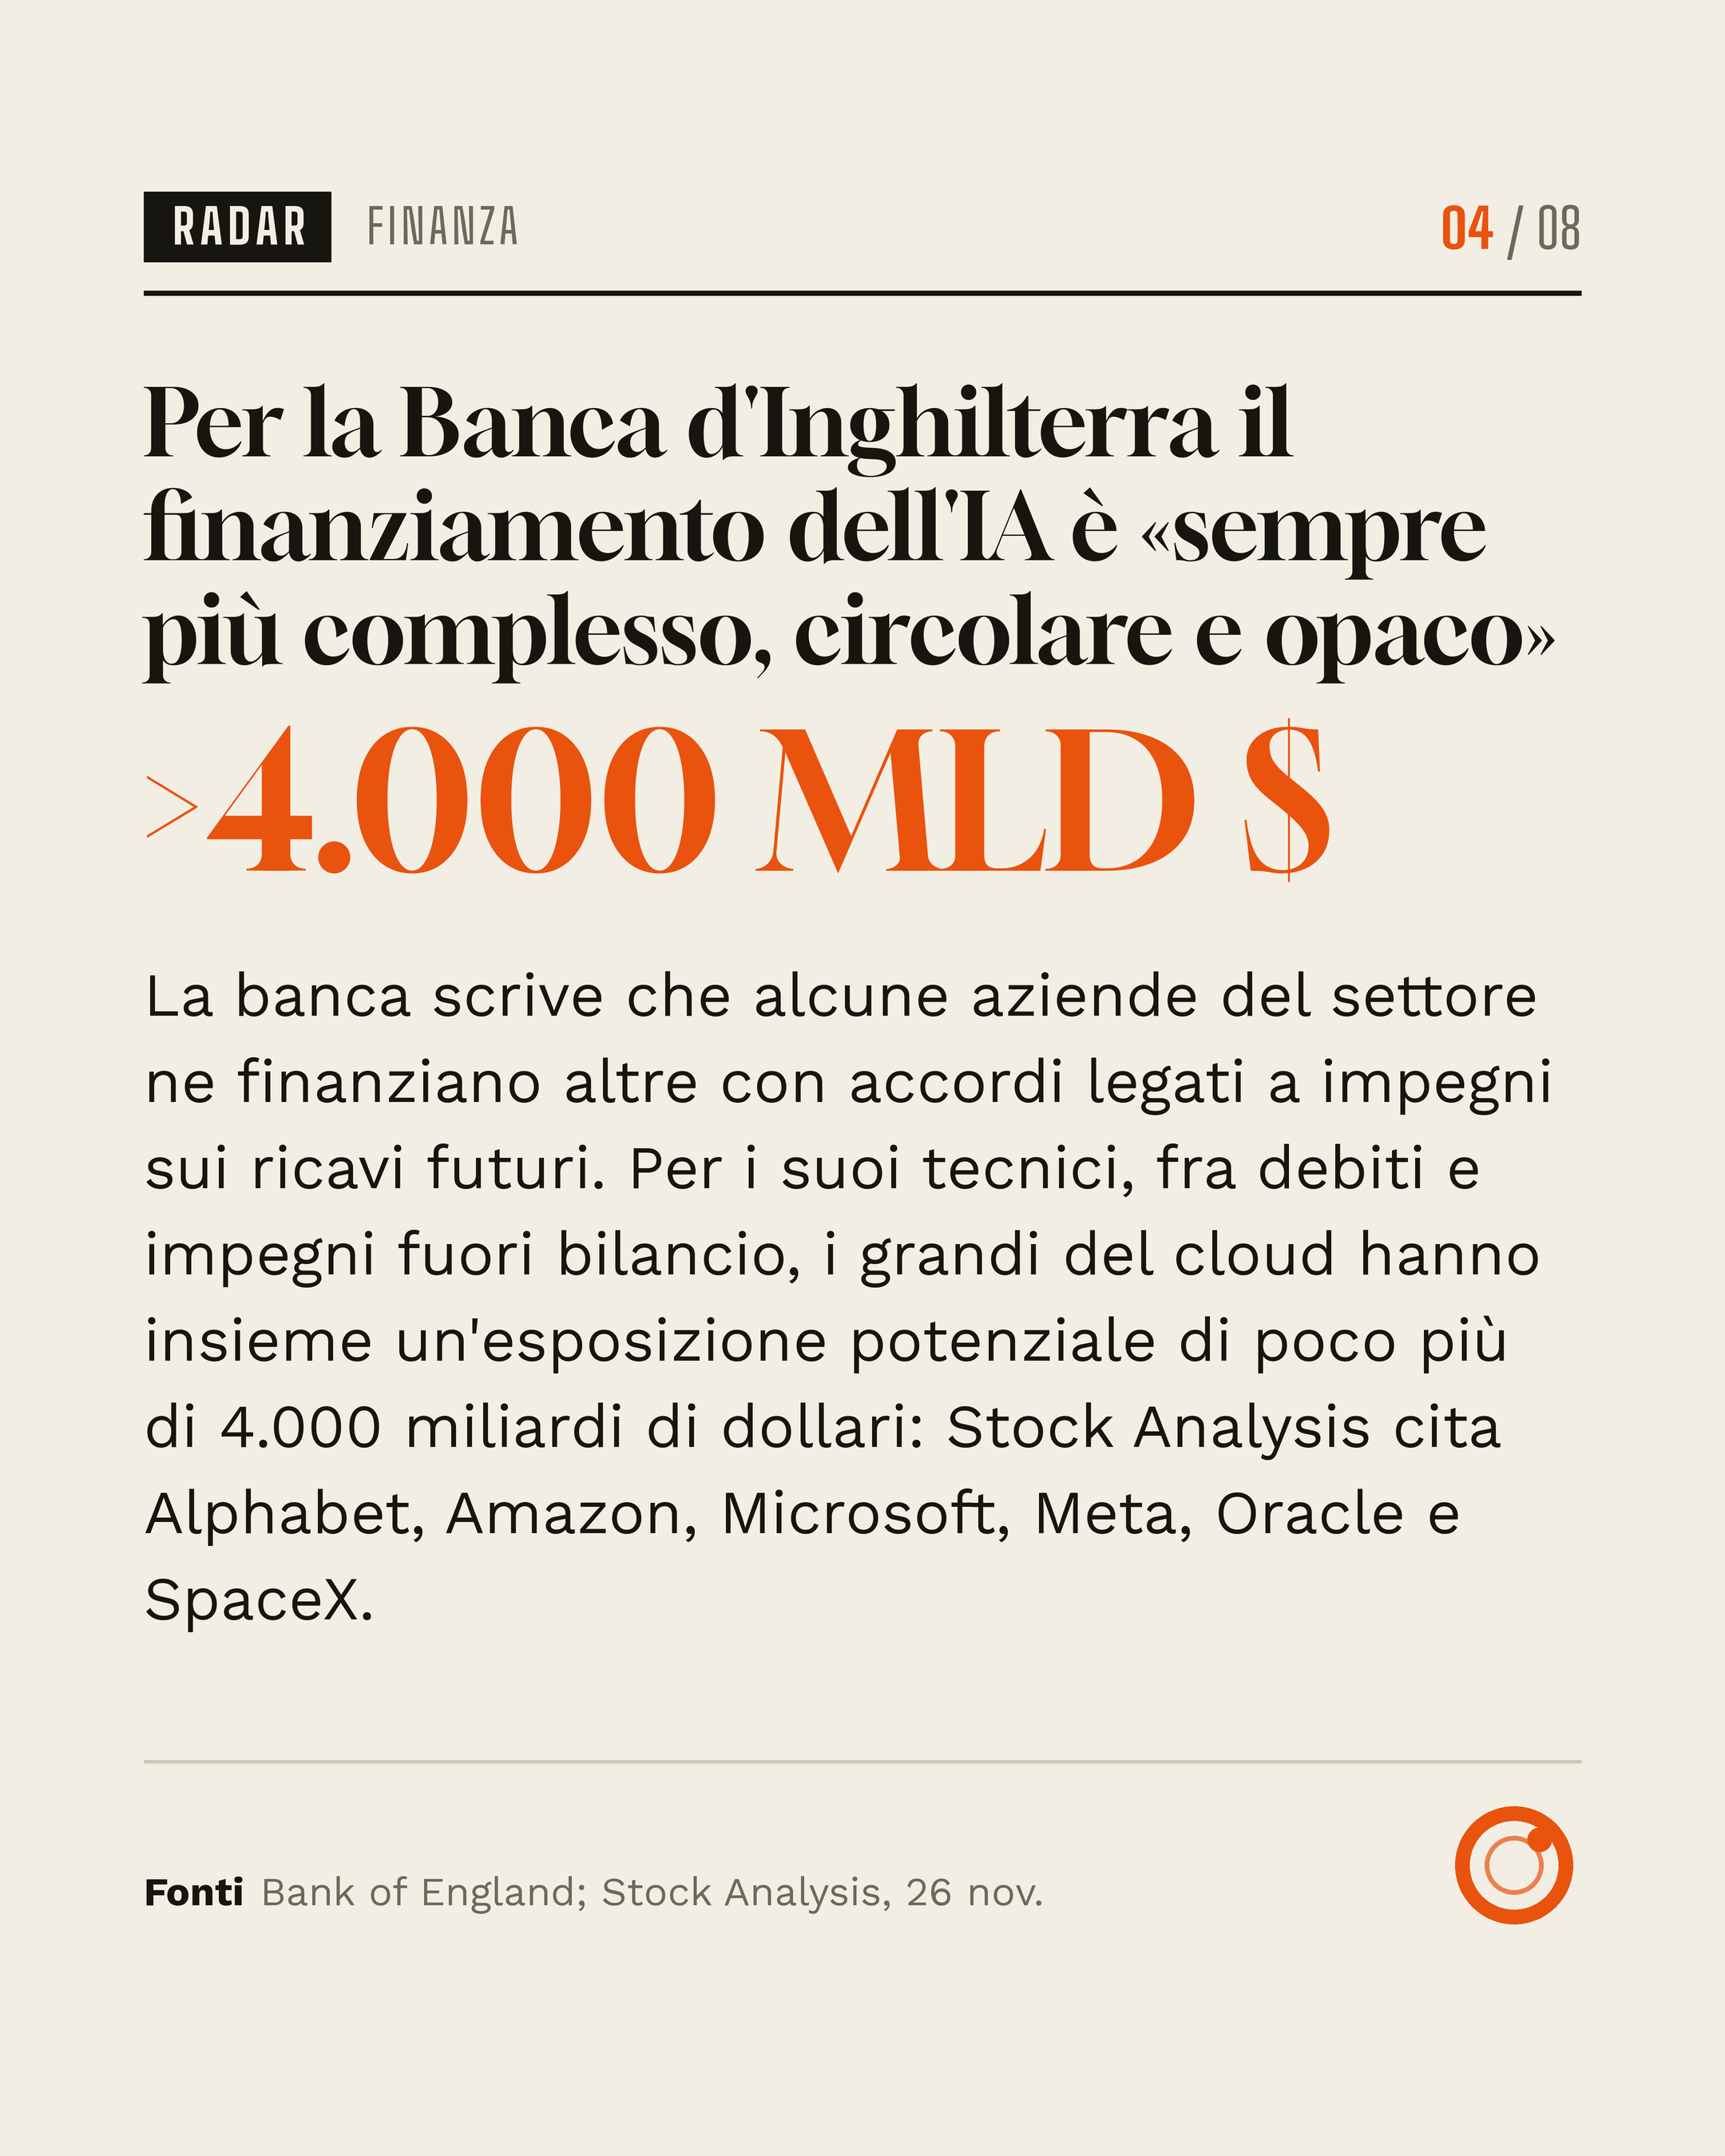 RADAR FINANZA 04 / 08
Per la Banca d'Inghilterra il
finanziamento dell'IA è «sempre
più complesso, circolare e opaco»
>4.000 MLD $
La banca scrive che alcune aziende del settore
ne finanziano altre con accordi legati a impegni
sui ricavi futuri. Per i suoi tecnici, fra debiti e
impegni fuori bilancio, i grandi del cloud hanno
insieme un'esposizione potenziale di poco più
di 4.000 miliardi di dollari: Stock Analysis cita
Alphabet, Amazon, Microsoft, Meta, Oracle e
SpaceX.
Fonti Bank of England; Stock Analysis, 26 nov.